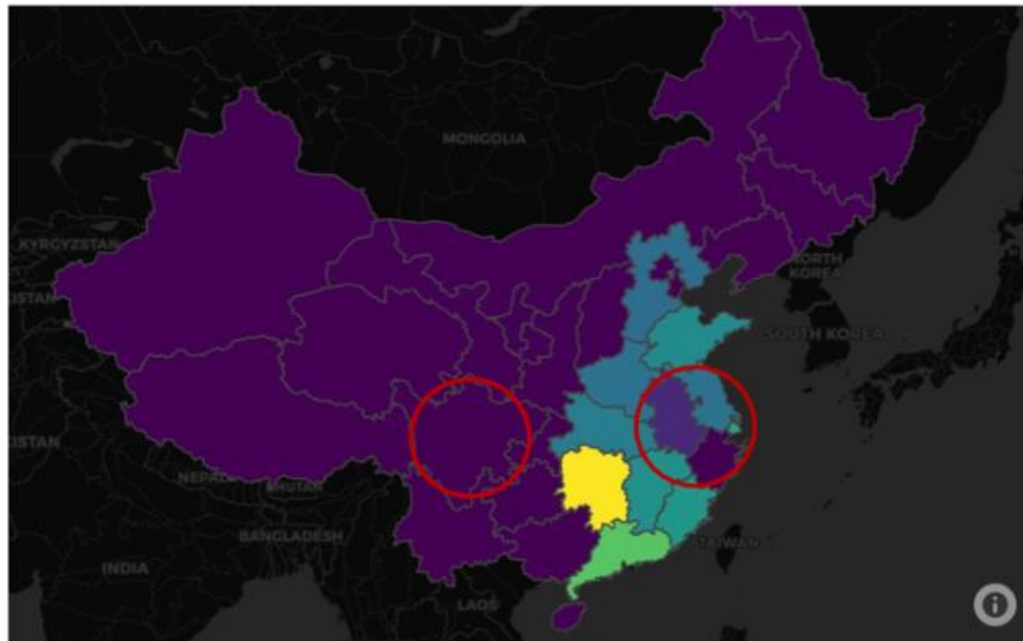 MONGOLIA
KYRGYZSTAN
NORTH
KOREA
SOUTH KOREA
NEPAL
BHUTAN
BANGLADESH
TAIWAN
INDIA
LAOS
i